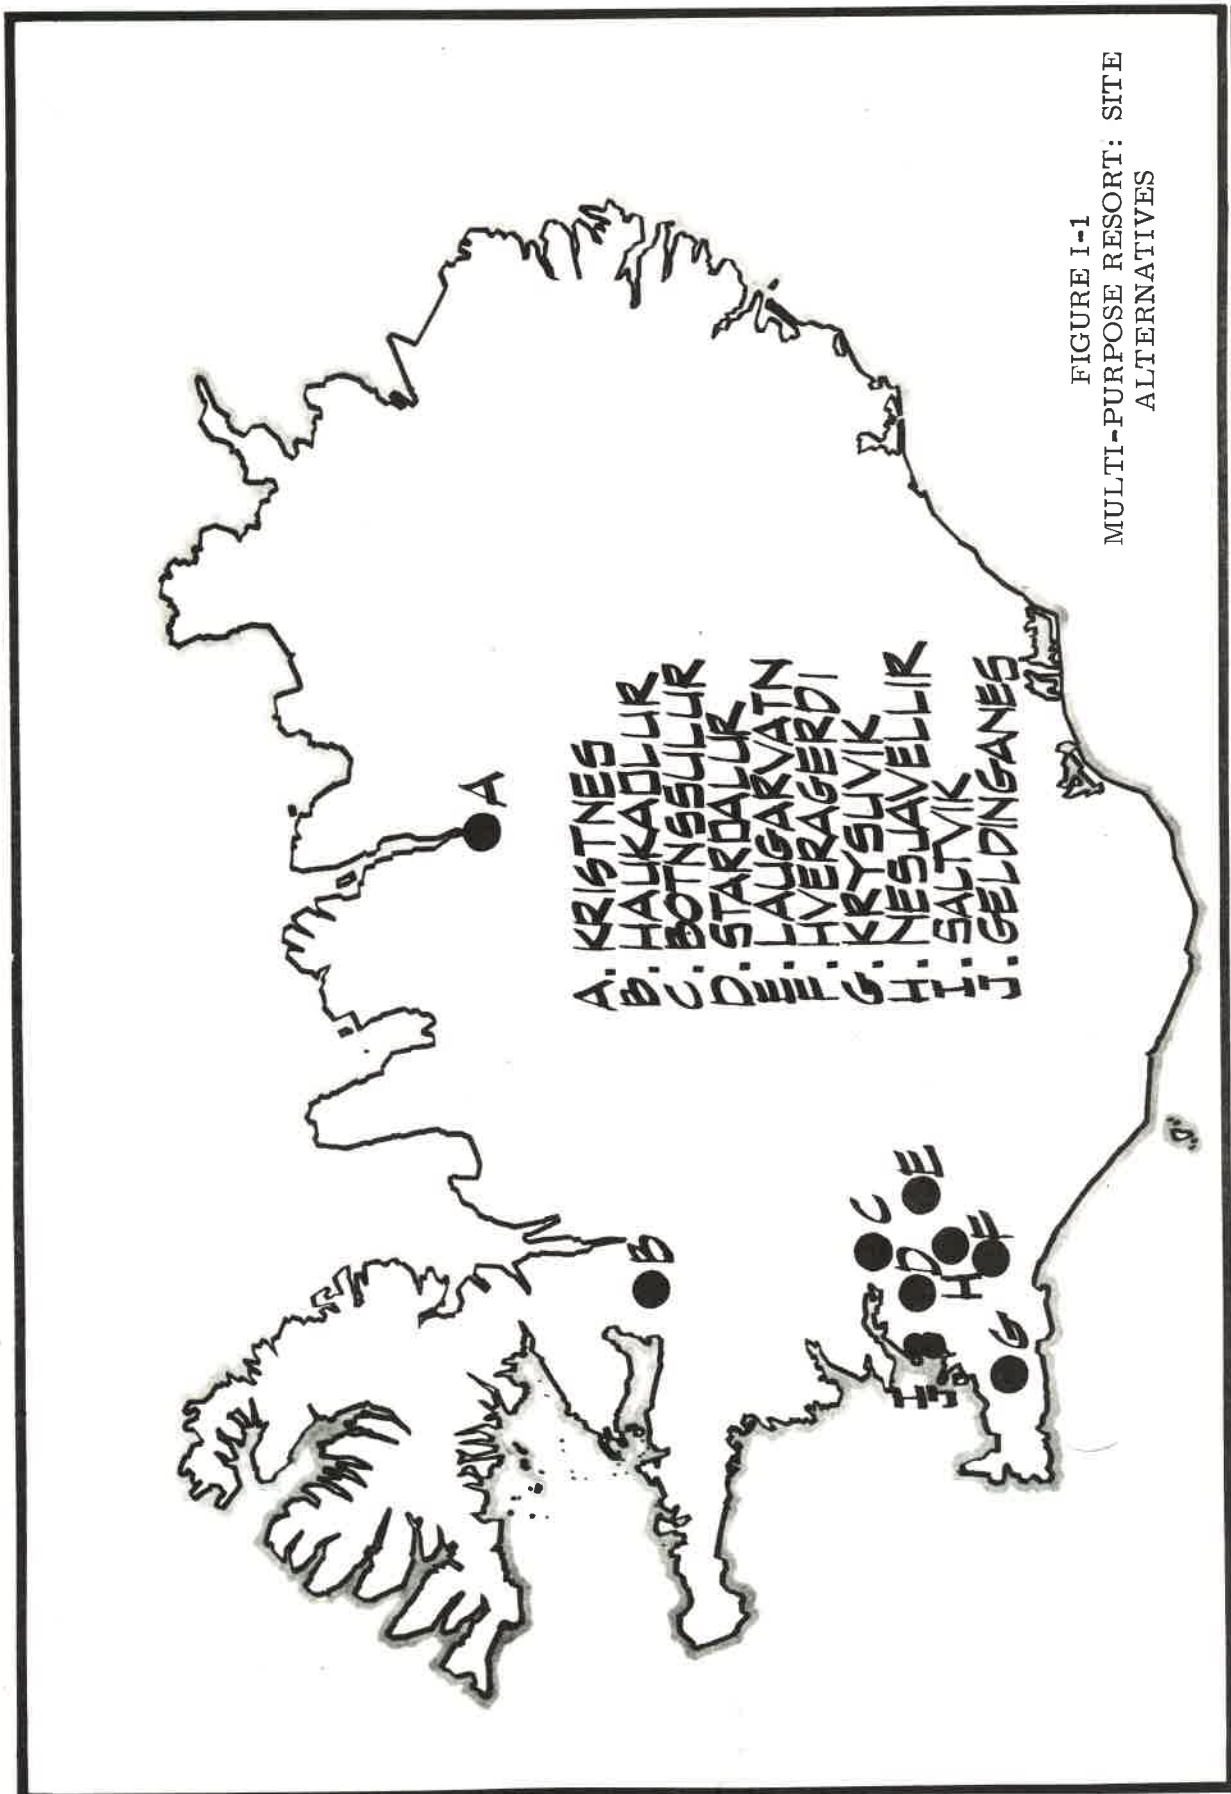 A
B
C
E
D
H
F
G
I
J
A. KRISTNES
B. HAUKADLUR
C. BOTNSSULUR
D. STARDALUR
E. LAUGARVATN
F. HVERAGERDI
G. KRYSUVIK
H. NESJAVELLIR
I. SALTVIK
J. GELDINGANES
FIGURE I-1
MULTI-PURPOSE RESORT: SITE
ALTERNATIVES